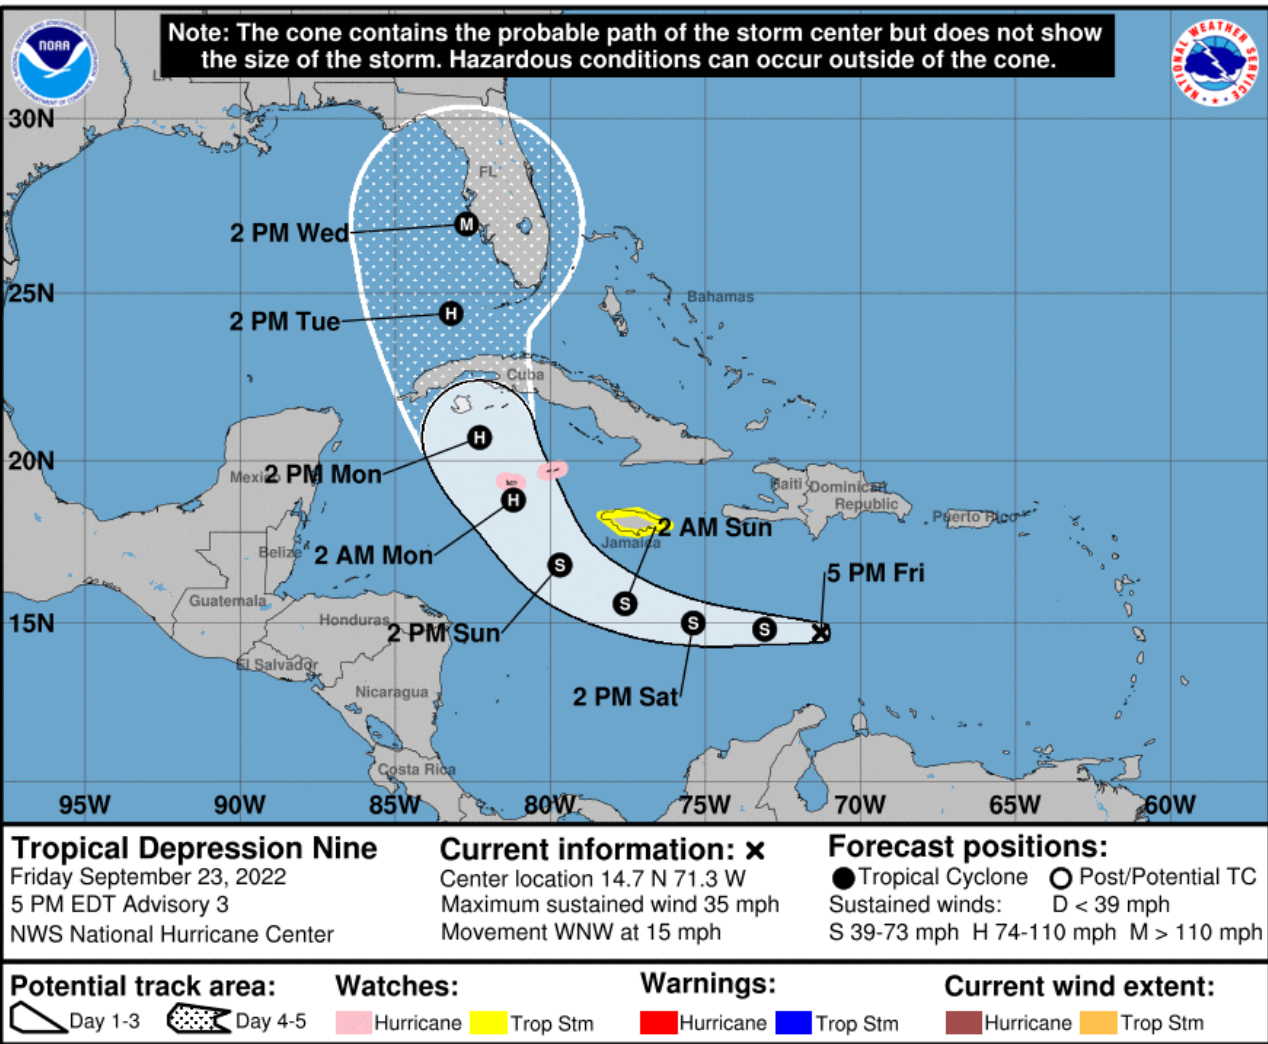 Note: The cone contains the probable path of the storm center but does not show
the size of the storm. Hazardous conditions can occur outside of the cone.
NOAA
NATIONAL WEATHER SERVICE
LA
30N
FL
2 PM Wed
M
25N
Bahamas
2 PM Tue
H
Cuba
H
20N
Mexico
2 PM Mon
Haiti
Dominican
Republic
H
Puerto Rico
2 AM Sun
Jamaica
Belize
2 AM Mon
S
5 PM Fri
Guatemala
S
15N
Honduras
2 PM Sun
S
S
El Salvador
Nicaragua
2 PM Sat
Costa Rica
95W
90W
85W
80W
75W
70W
65W
60W
Tropical Depression Nine
Friday September 23, 2022
5 PM EDT Advisory 3
NWS National Hurricane Center
Current information: x
Center location 14.7 N 71.3 W
Maximum sustained wind 35 mph
Movement WNW at 15 mph
Forecast positions:
Tropical Cyclone
Post/Potential TC
Sustained winds:
D < 39 mph
S 39-73 mph H 74-110 mph M > 110 mph
Potential track area:
Day 1-3
Day 4-5
Watches:
Hurricane
Trop Stm
Warnings:
Hurricane
Trop Stm
Current wind extent:
Hurricane
Trop Stm